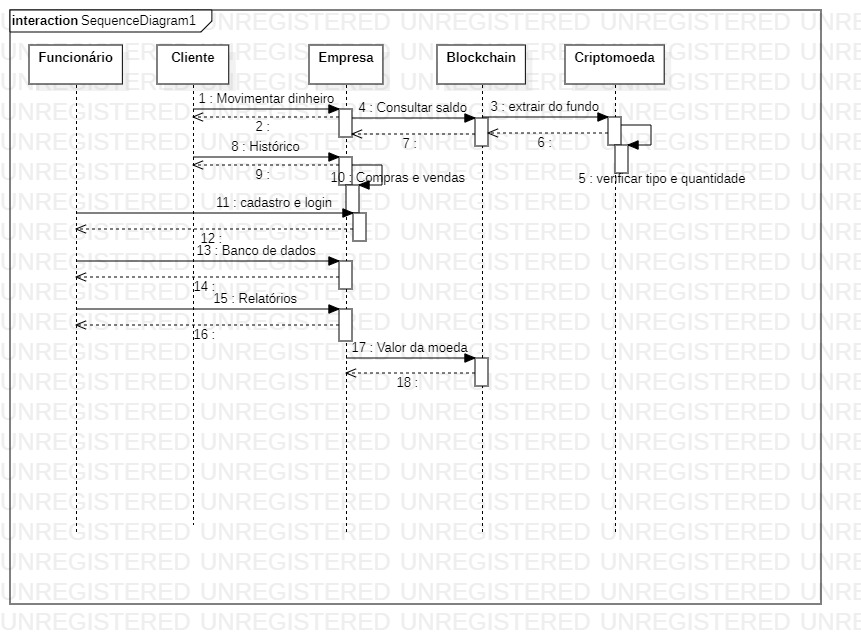 interaction SequenceDiagram1
Funcionário
Cliente
Empresa
Blockchain
Criptomoeda
1 : Movimentar dinheiro
4 : Consultar saldo
3 : extrair do fundo
2 :
7 :
6 :
8 : Histórico
9 :
10 : Compras e vendas
5 : verificar tipo e quantidade
11 : cadastro e login
12 :
13 : Banco de dados
14 :
15 : Relatórios
16 :
17 : Valor da moeda
18 :
UNREGISTERED